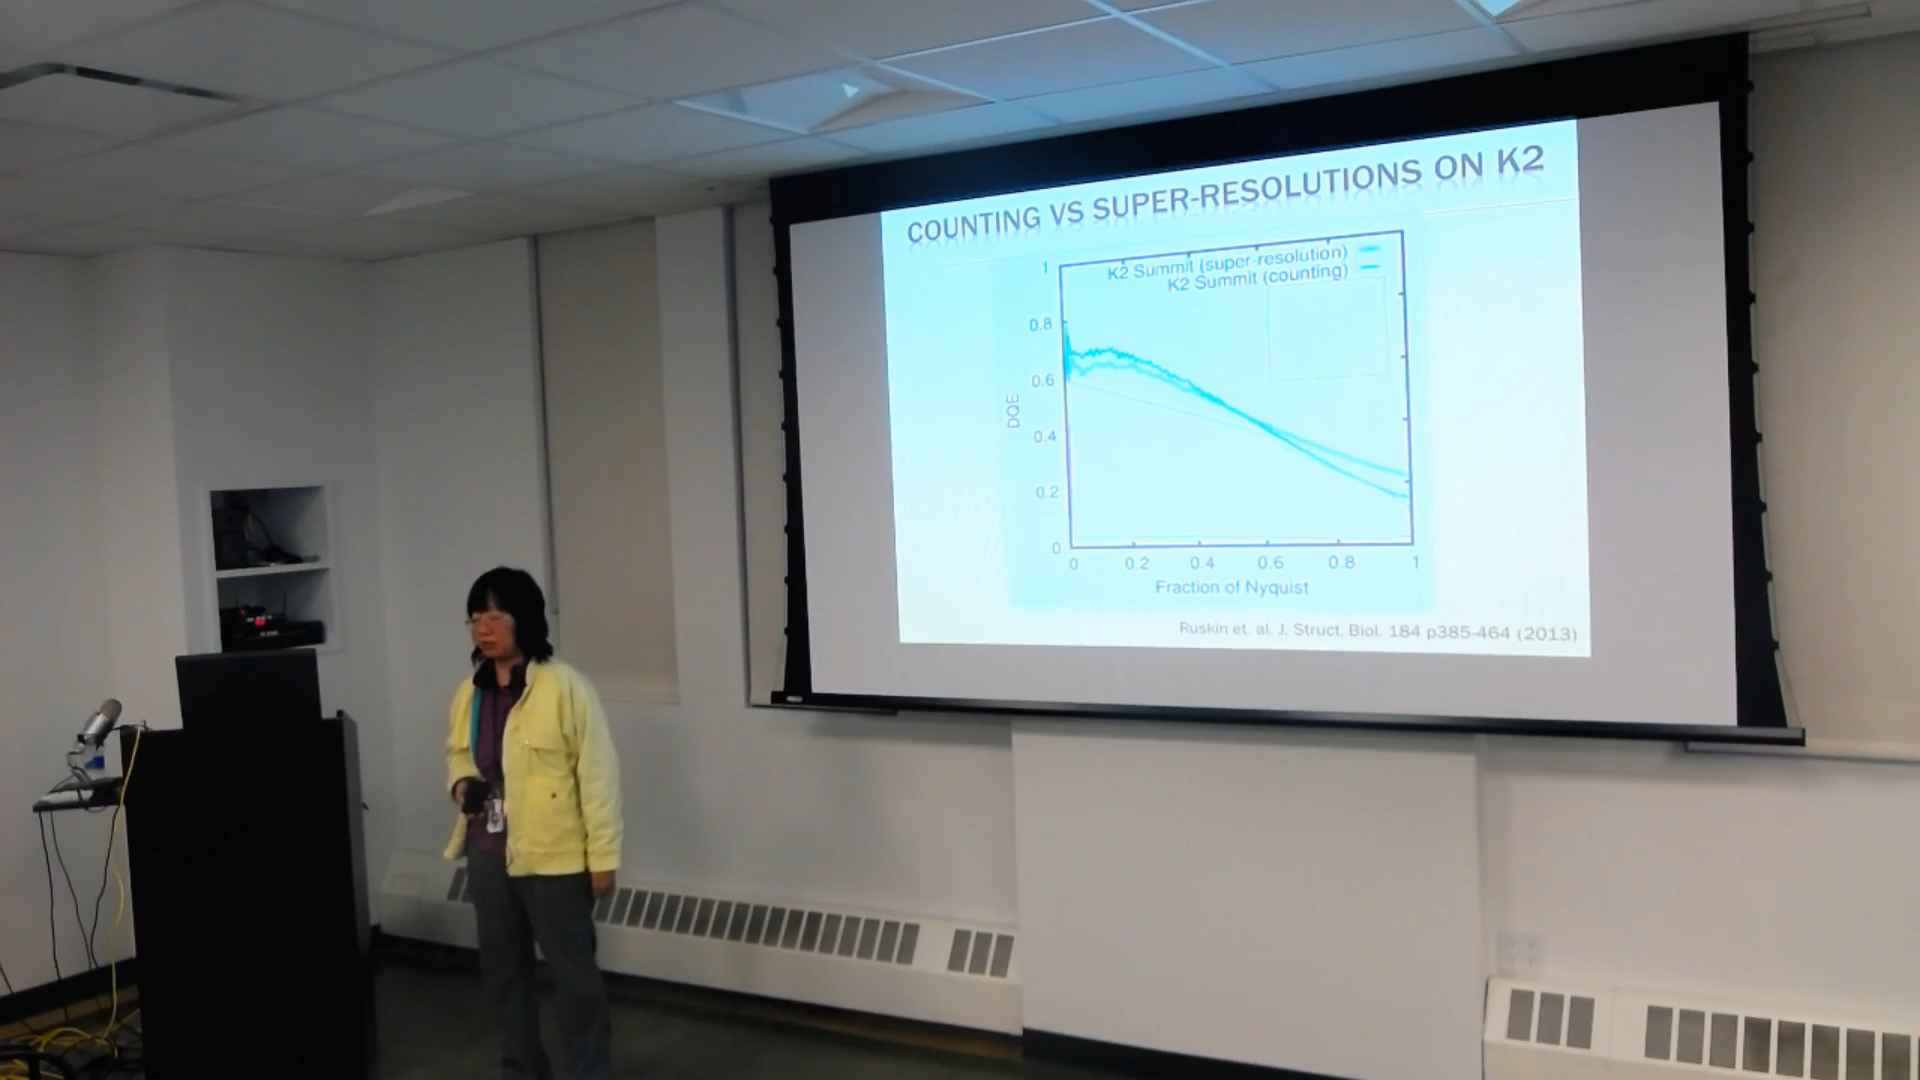 COUNTING VS SUPER-RESOLUTIONS ON K2
K2 Summit (super-resolution)
K2 Summit (counting)
1
0.8
0.6
0.4
0.2
0
DQE
0 0.2 0.4 0.6 0.8 1
Fraction of Nyquist
Ruskin et. al. J. Struct. Biol. 184 p385-464 (2013)